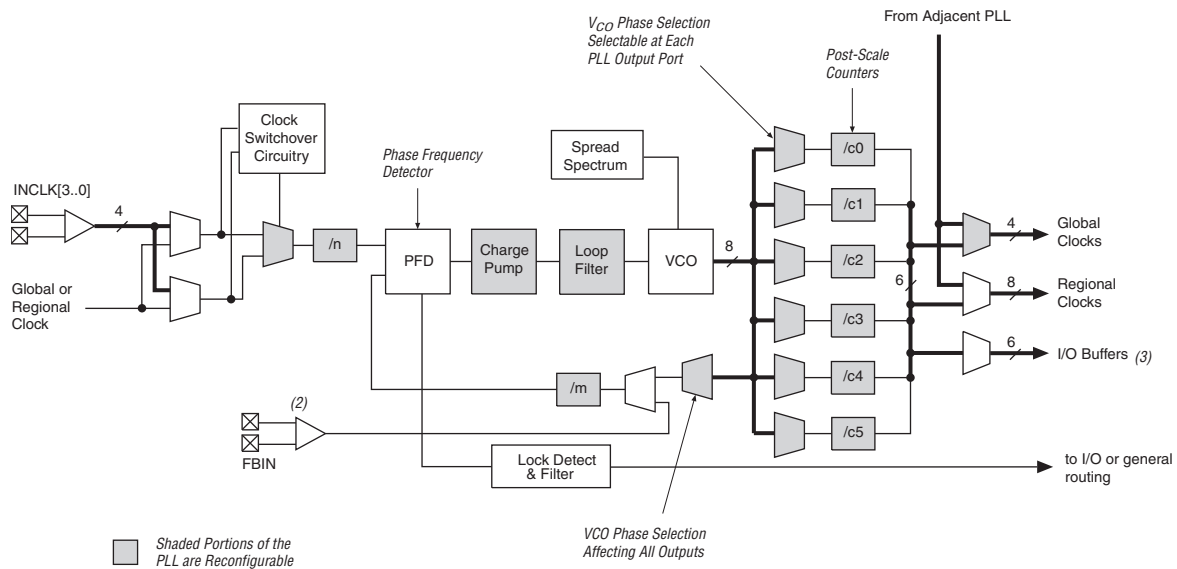 From Adjacent PLL
VCO Phase Selection
Selectable at Each
PLL Output Port
Post-Scale
Counters
Clock
Switchover
Circuitry
Phase Frequency
Detector
Spread
Spectrum
INCLK[3..0]
4
Global or
Regional
Clock
/n
PFD
Charge
Pump
Loop
Filter
VCO
8
/c0
/c1
/c2
/c3
/c4
/c5
6
4
Global
Clocks
8
Regional
Clocks
6
I/O Buffers (3)
/m
(2)
FBIN
Lock Detect
& Filter
to I/O or general
routing
VCO Phase Selection
Affecting All Outputs
Shaded Portions of the
PLL are Reconfigurable